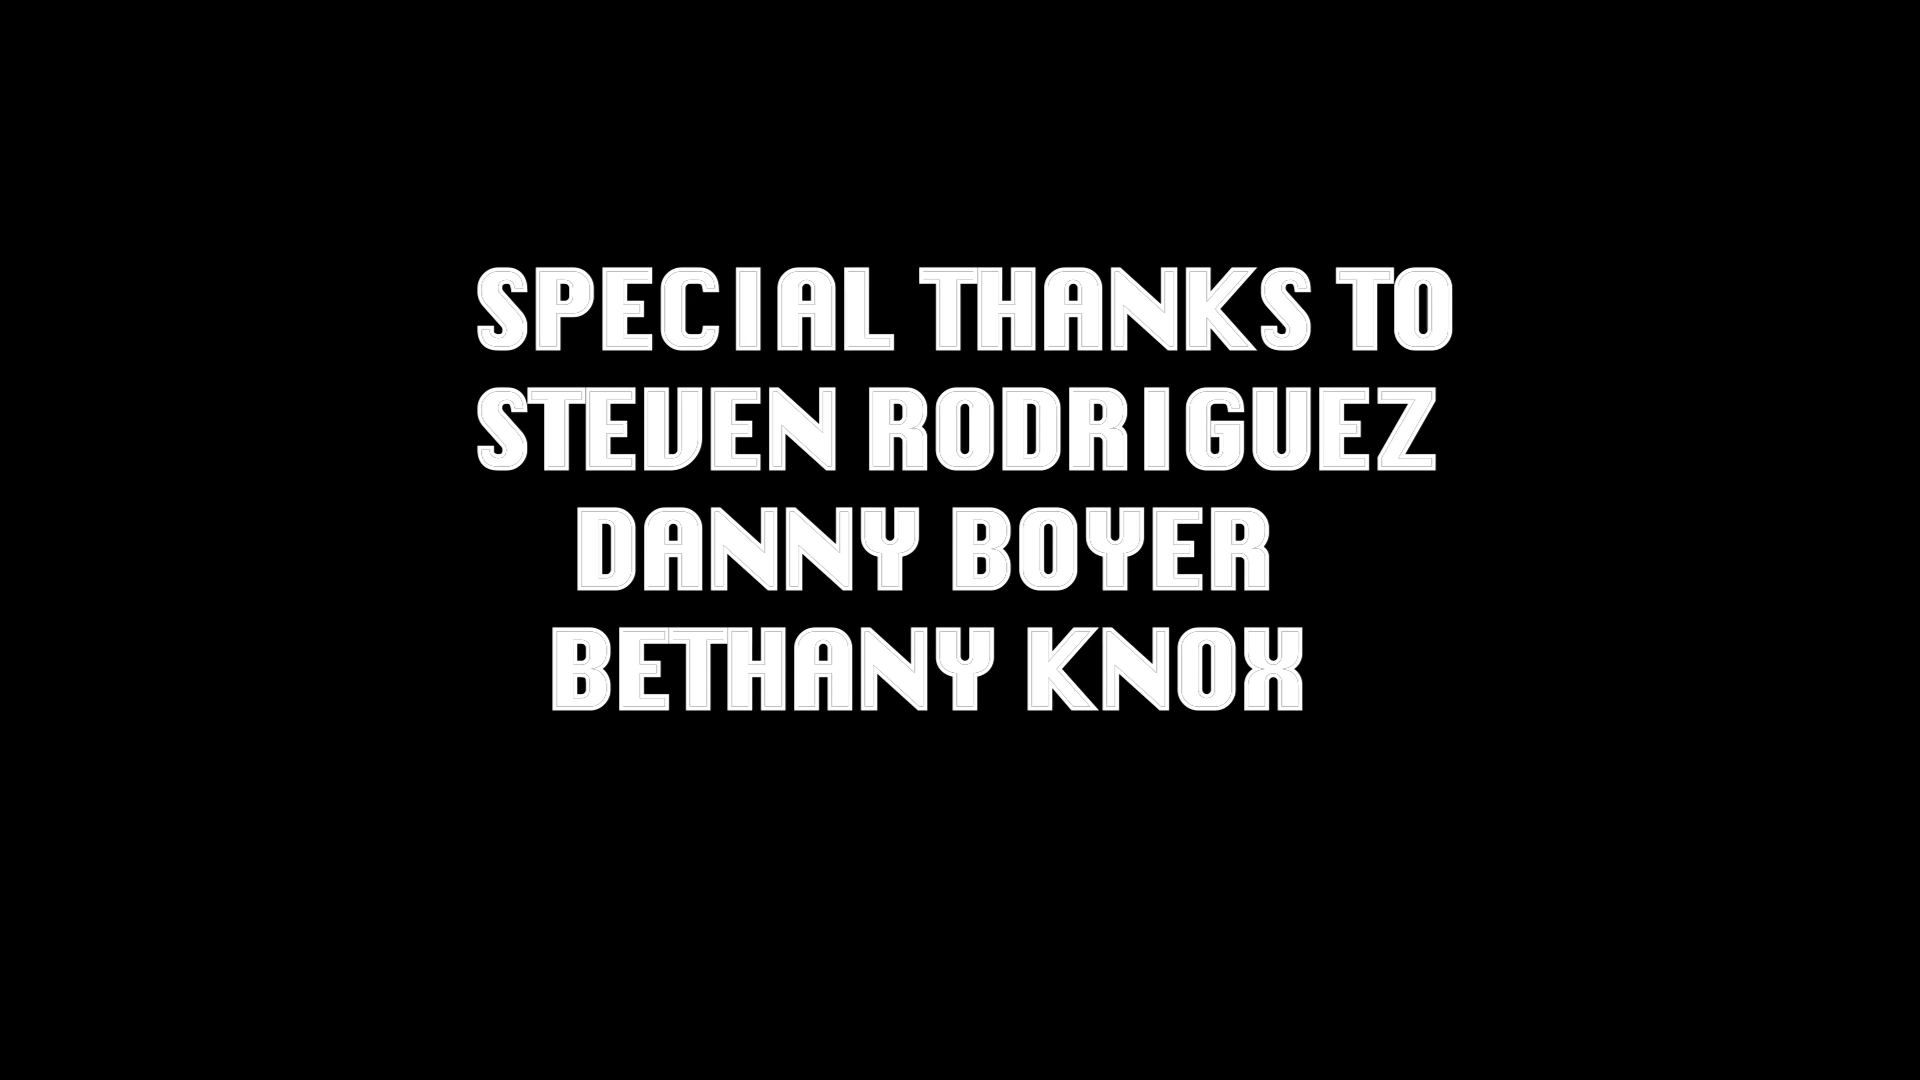 SPECIAL THANKS TO
STEVEN RODRIGUEZ
DANNY BOYER
BETHANY KNOX